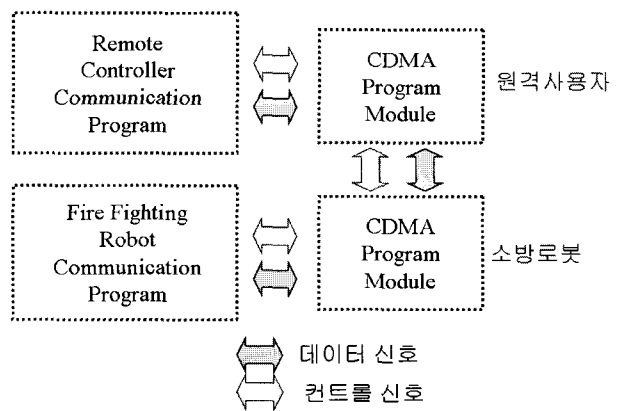 Remote
Controller
Communication
Program
CDMA
Program
Module
원격사용자
Fire Fighting
Robot
Communication
Program
CDMA
Program
Module
소방로봇
데이터 신호
컨트롤 신호